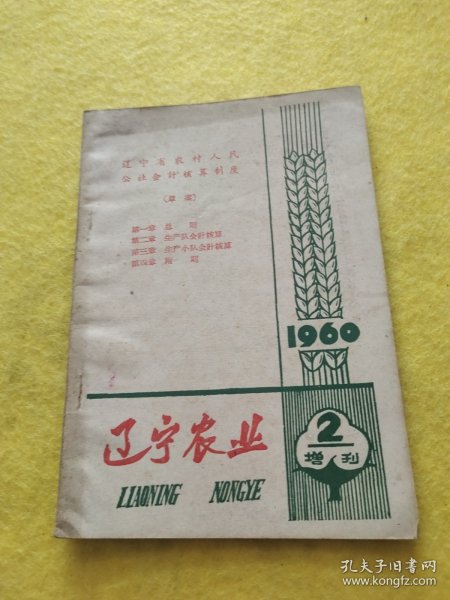 辽宁省农村人民
公社会計核算制度
(草案)
第一章 总 则
第二章 生产队会計核算
第三章 生产小队会計核算
第四章 附 则
1960
辽宁农业
LIAONING NONGYE
2
增刊
孔夫子旧书网
www.kongfz.com